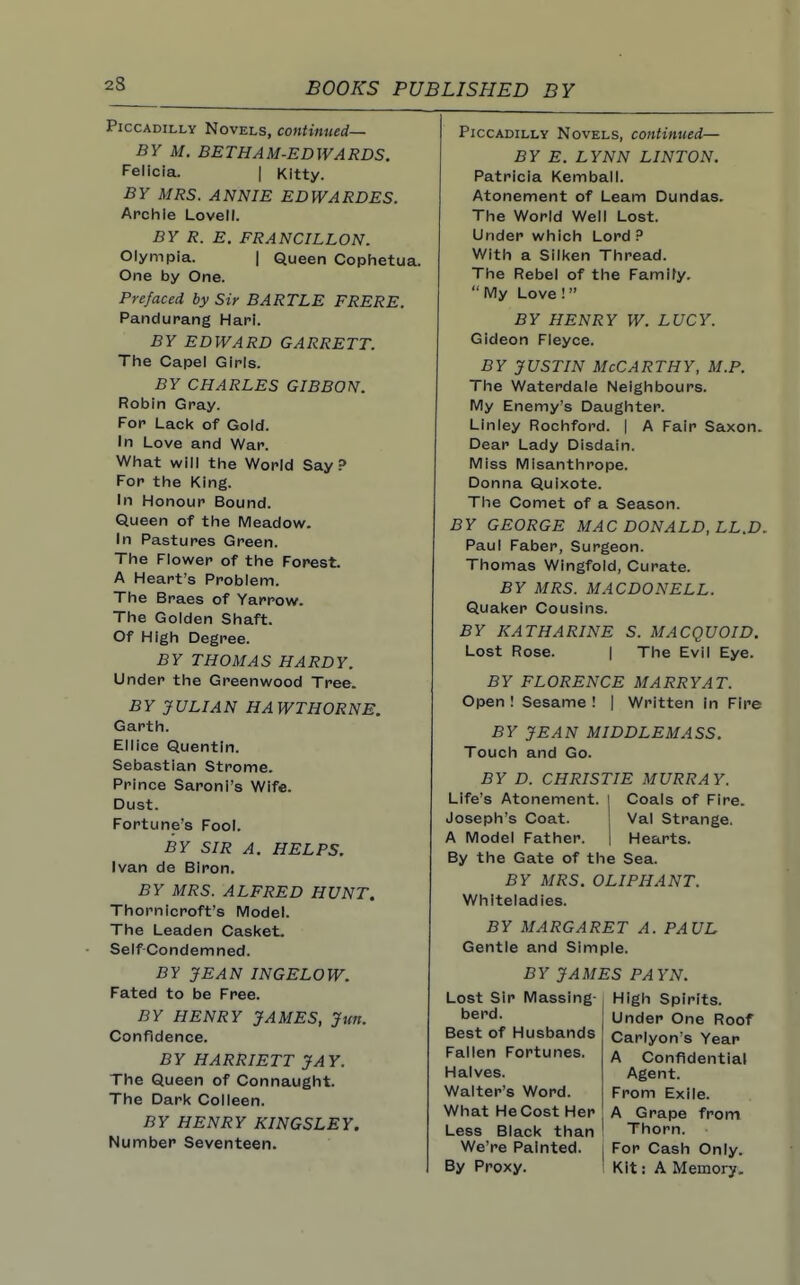 28
BOOKS PUBLISHED BY
Piccadilly Novels, continued—
BY M. BETHAM-EDWARDS.
Felicia. | Kitty.
BY MRS. ANNIE EDWARDES.
Archie Lovell.
BY R. E. FRANCILLON.
Olympia. | Queen Cophetua.
One by One.
Prefaced by Sir BARTLE FRERE.
Pandurang Hari.
BY EDWARD GARRETT.
The Capel Girls.
BY CHARLES GIBBON.
Robin Gray.
For Lack of Gold.
In Love and War.
What will the World Say?
For the King.
In Honour Bound.
Queen of the Meadow.
In Pastures Green.
The Flower of the Forest.
A Heart's Problem.
The Braes of Yarrow.
The Golden Shaft.
Of High Degree.
BY THOMAS HARDY.
Under the Greenwood Tree.
BY JULIAN HAWTHORNE.
Garth.
Ellice Quentin.
Sebastian Strome.
Prince Saroni's Wife.
Dust.
Fortune's Fool.
BY SIR A. HELPS.
Ivan de Biron.
BY MRS. ALFRED HUNT.
Thornicroft's Model.
The Leaden Casket.
Self-Condemned.
BY JEAN INGELOW.
Fated to be Free.
BY HENRY JAMES, Jun.
Confidence.
BY HARRIETT JAY.
The Queen of Connaught.
The Dark Colleen.
BY HENRY KINGSLEY.
Number Seventeen.
Piccadilly Novels, continued—
BY E. LYNN LINTON.
Patricia Kemball.
Atonement of Leam Dundas.
The World Well Lost.
Under which Lord?
With a Silken Thread.
The Rebel of the Family.
"My Love!"
BY HENRY W. LUCY.
Gideon Fleyce.
BY JUSTIN McCARTHY, M.P.
The Waterdale Neighbours.
My Enemy's Daughter.
Linley Rochford. | A Fair Saxon.
Dear Lady Disdain.
Miss Misanthrope.
Donna Quixote.
The Comet of a Season.
BY GEORGE MAC DONALD, LL.D.
Paul Faber, Surgeon.
Thomas Wingfold, Curate.
BY MRS. MACDONELL.
Quaker Cousins.
BY KATHARINE S. MACQUOID.
Lost Rose. | The Evil Eye.
BY FLORENCE MARRYAT.
Open! Sesame! | Written in Fire
BY JEAN MIDDLEMASS.
Touch and Go.
BY D. CHRISTIE MURRAY.
Life's Atonement. | Coals of Fire.
Joseph's Coat. | Val Strange.
A Model Father. | Hearts.
By the Gate of the Sea.
BY MRS. OLIPHANT.
Whiteladies.
BY MARGARET A. PAUL
Gentle and Simple.
BY JAMES PAYN.
Lost Sir Massing-
berd.
Best of Husbands
Fallen Fortunes.
Halves.
Walter's Word.
What He Cost Her
Less Black than
We're Painted.
By Proxy.
High Spirits.
Under One Roof
Carlyon's Year
A Confidential
Agent.
From Exile.
A Grape from
Thorn.
For Cash Only.
Kit: A Memory.